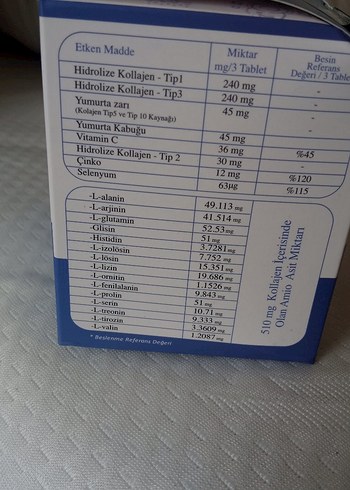 Etken Madde Miktar mg/3 Tablet Besin Referans Değeri / 3 Tablet
Hidrolize Kollajen - Tip1 240 mg -
Hidrolize Kollajen - Tip3 240 mg -
Yumurta zarı 45 mg -
(Kolajen Tip5 ve Tip 10 Kaynağı)
Yumurta Kabuğu 45 mg -
Vitamin C 36 mg %45
Hidrolize Kollajen - Tip 2 30 mg -
Çinko 12 mg %120
Selenyum 63µg %115
-L-alanin 49.113 mg
-L-arjinin 41.514 mg
-L-glutamin 52.53 mg
-Glisin 51 mg
-Histidin 3.7281 mg
-L-izolösin 7.752 mg
-L-lösin 15.351 mg
-L-lizin 19.686 mg
-L-ornitin 1.1526 mg
-L-fenilalanin 9.843 mg
-L-prolin 51 mg
-L-serin 10.71 mg
-L-treonin 9.333 mg
-L-tirozin 3.3609 mg
-L-valin 1.2087 mg
510 mg Kollajen İçerisinde
Olan Amio Asit Miktarı
* Beslenme Referans Değeri